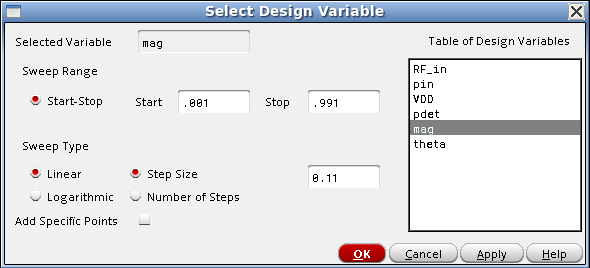 Select Design Variable
Selected Variable mag
Table of Design Variables
Sweep Range
Start-Stop Start .001 Stop .991
RF_in
pin
VDD
pdet
mag
theta
Sweep Type
Linear Step Size 0.11
Logarithmic Number of Steps
Add Specific Points
OK Cancel Apply Help